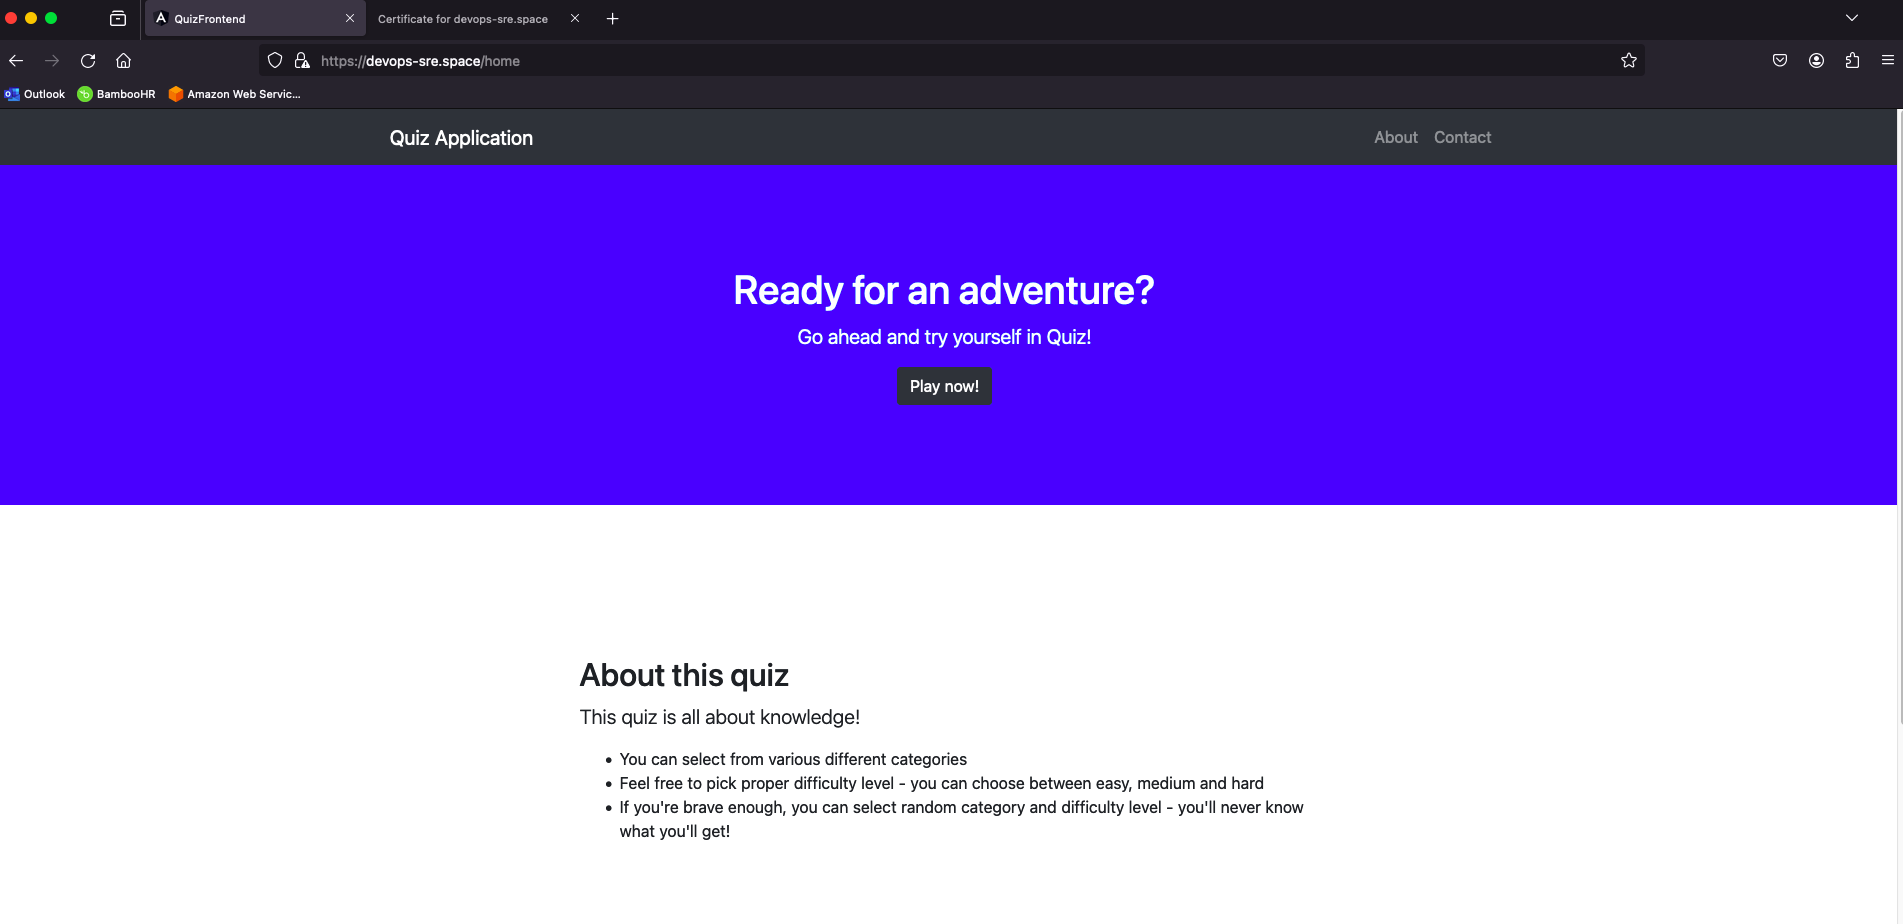 QuizFrontend
Certificate for devops-sre.space
https://devops-sre.space/home
Outlook
BambooHR
Amazon Web Servic...
Quiz Application
About
Contact
Ready for an adventure?
Go ahead and try yourself in Quiz!
Play now!
About this quiz
This quiz is all about knowledge!
• You can select from various different categories
• Feel free to pick proper difficulty level - you can choose between easy, medium and hard
• If you're brave enough, you can select random category and difficulty level - you'll never know
what you'll get!